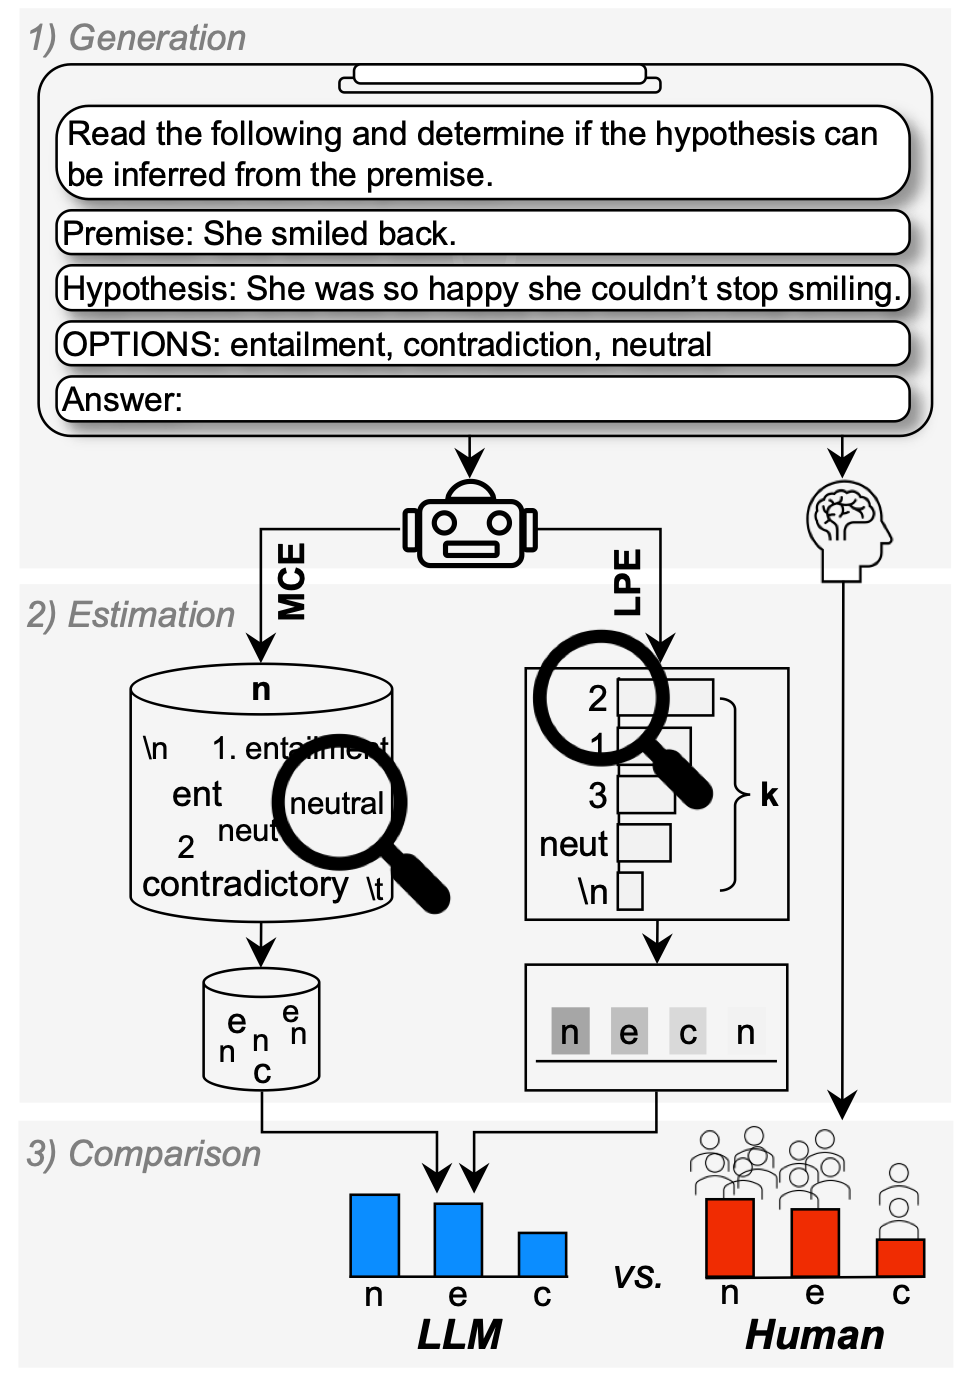 1) Generation
Read the following and determine if the hypothesis can
be inferred from the premise.
Premise: She smiled back.
Hypothesis: She was so happy she couldn't stop smiling.
OPTIONS: entailment, contradiction, neutral
Answer:
MCE
LPE
2) Estimation
n
\n 1. entailment
ent
neutral
neut
2
contradictory \t
2
1
3
neut
\n
k
e e
n n n
c
n e c n
3) Comparison
n e c
LLM
vs.
n e c
Human